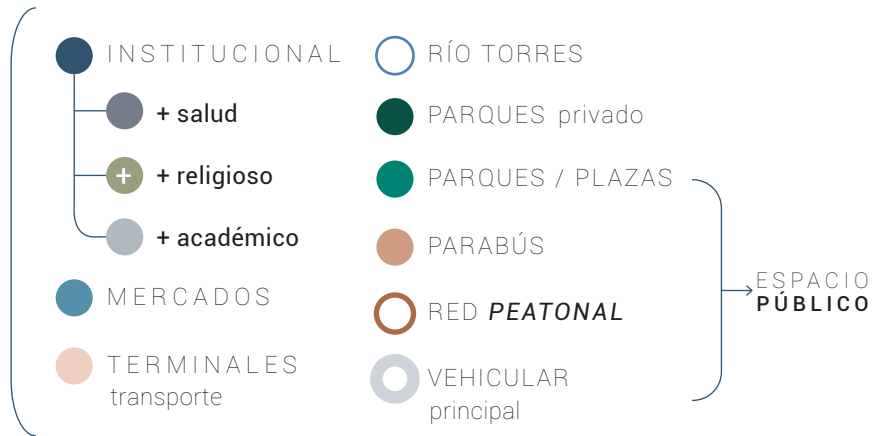 INSTITUCIONAL
+ salud
+
+ religioso
+ académico
MERCADOS
TERMINALES
transporte
RÍO TORRES
PARQUES privado
PARQUES / PLAZAS
PARABÚS
RED PEATONAL
VEHICULAR
principal
ESPACIO
PÚBLICO